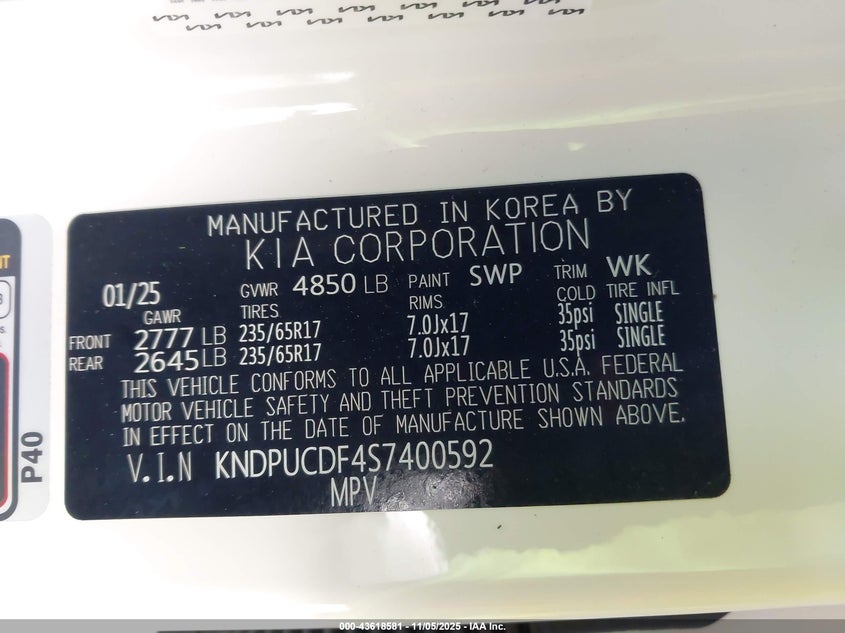 MANUFACTURED IN KOREA BY
KIA CORPORATION
01/25 GVWR 4850 LB PAINT SWP TRIM WK
GAWR TIRES RIMS COLD TIRE INFL
FRONT 2777 LB 235/65R17 7.0Jx17 35psi SINGLE
REAR 2645 LB 235/65R17 7.0Jx17 35psi SINGLE
THIS VEHICLE CONFORMS TO ALL APPLICABLE U.S.A. FEDERAL
MOTOR VEHICLE SAFETY AND THEFT PREVENTION STANDARDS
IN EFFECT ON THE DATE OF MANUFACTURE SHOWN ABOVE.
V.I.N KNDPUCDF4S7400592
MPV
P40
000-43618581 - 11/05/2025 - IAA Inc.